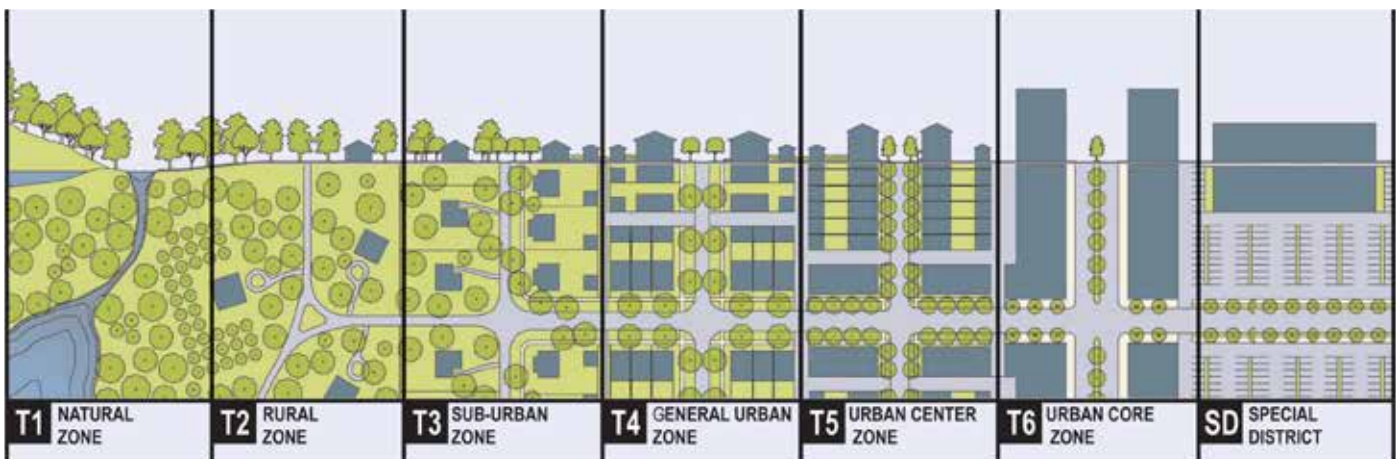 T1 NATURAL
ZONE
T2 RURAL
ZONE
T3 SUB-URBAN
ZONE
T4 GENERAL URBAN
ZONE
T5 URBAN CENTER
ZONE
T6 URBAN CORE
ZONE
SD SPECIAL
DISTRICT